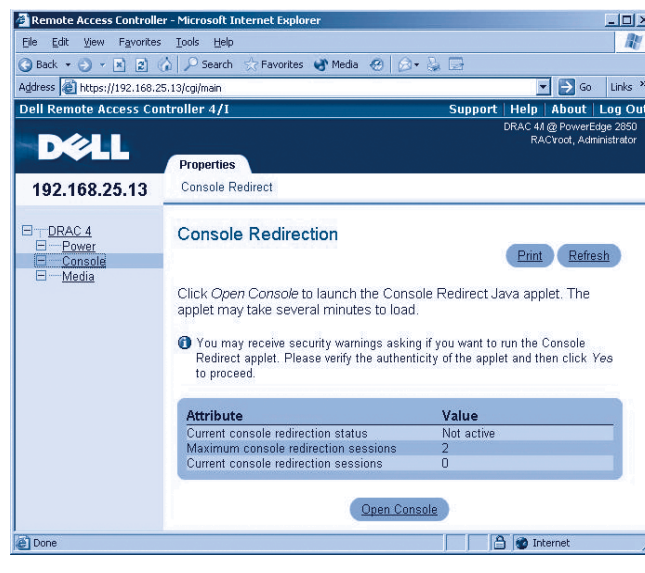 Remote Access Controller - Microsoft Internet Explorer
File Edit View Favorites Tools Help
Back Search Favorites Media
Address https://192.168.25.13/cgi/main Go Links
Dell Remote Access Controller 4/I Support Help About Log Out
DRAC 4/I @ PowerEdge 2850
RAC\root, Administrator
DELL
Properties
192.168.25.13 Console Redirect
DRAC 4
Power
Console
Media
Console Redirection
Print Refresh
Click Open Console to launch the Console Redirect Java applet. The
applet may take several minutes to load.
You may receive security warnings asking if you want to run the Console
Redirect applet. Please verify the authenticity of the applet and then click Yes
to proceed.
Attribute Value
Current console redirection status Not active
Maximum console redirection sessions 2
Current console redirection sessions 0
Open Console
Done Internet